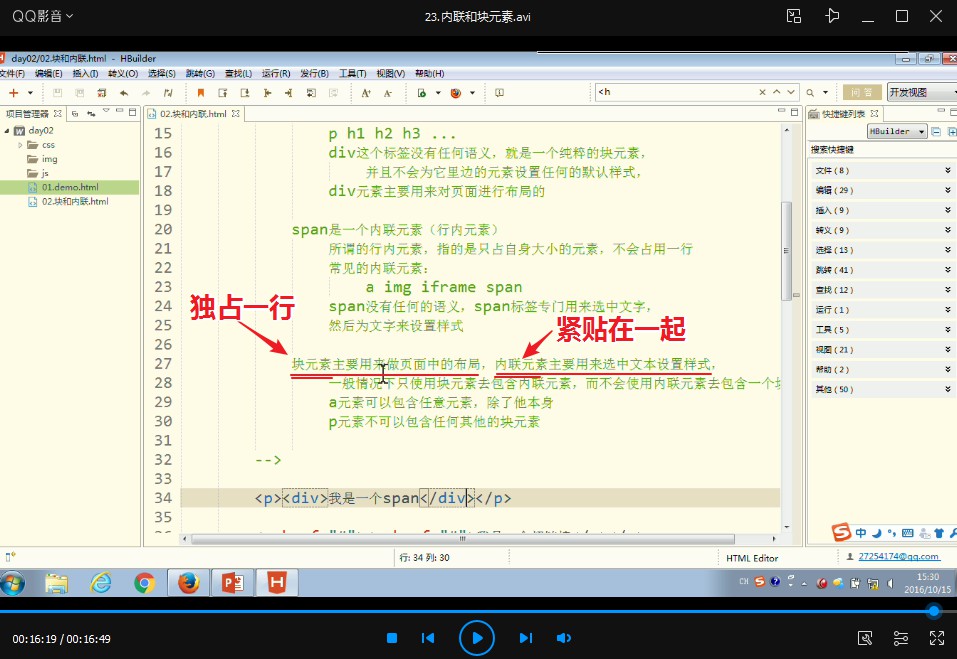 QQ影音
23.内联和块元素.avi
day02/02.块和内联.html - HBuilder
文件(F) 编辑(E) 插入(I) 转义(O) 选择(S) 跳转(G) 查找(L) 运行(R) 发行(B) 工具(T) 视图(V) 帮助(H)
<h
问答
开发视图
项目管理器
02.块和内联.html
快捷键列表
day02
css
img
js
01.demo.html
02.块和内联.html
15 p h1 h2 h3 ...
16 div这个标签没有任何语义，就是一个纯粹的块元素，
17 并且不会为它里边的元素设置任何的默认样式，
18 div元素主要用来对页面进行布局的
19
20 span是一个内联元素（行内元素）
21 所谓的行内元素，指的是只占自身大小的元素，不会占用一行
22 常见的内联元素：
23 a img iframe span
24 span没有任何的语义，span标签专门用来选中文字，
25 然后为文字来设置样式
独占一行
紧贴在一起
26
27 块元素主要用来做页面中的布局，内联元素主要用来选中文本设置样式，
28 一般情况下只使用块元素去包含内联元素，而不会使用内联元素去包含一个
29 a元素可以包含任意元素，除了他本身
30 p元素不可以包含任何其他的块元素
31
32 -->
33
34 <p><div>我是一个span</div></p>
35
HBuilder
搜索快捷键
文件 ( 8 )
编辑 ( 29 )
插入 ( 9 )
转义 ( 9 )
选择 ( 13 )
跳转 ( 41 )
查找 ( 12 )
运行 ( 1 )
工具 ( 5 )
视图 ( 21 )
帮助 ( 2 )
其他 ( 50 )
中
行: 34 列: 30
HTML Editor
27254174@qq.com
CH
15:30
2016/10/15
00:16:19 / 00:16:49